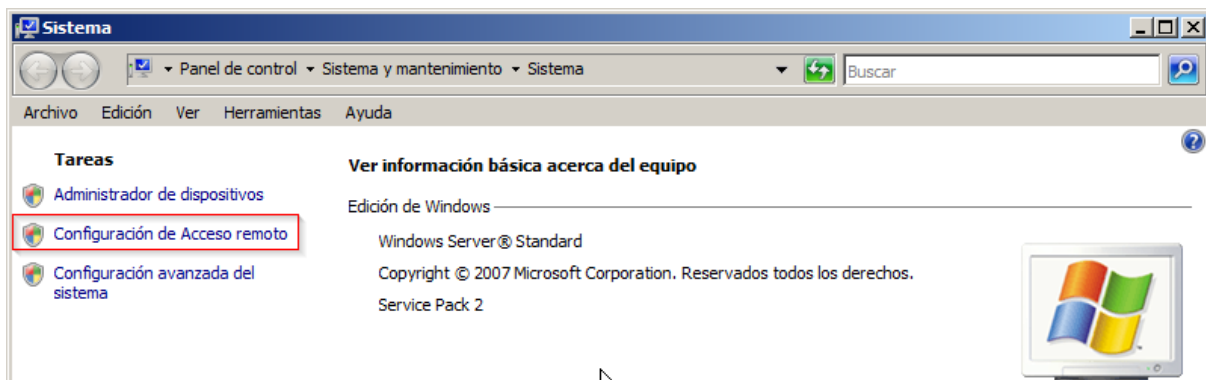 Sistema
Panel de control Sistema y mantenimiento Sistema
Buscar
Archivo Edición Ver Herramientas Ayuda
Tareas
Administrador de dispositivos
Configuración de Acceso remoto
Configuración avanzada del
sistema
Ver información básica acerca del equipo
Edición de Windows
Windows Server® Standard
Copyright © 2007 Microsoft Corporation. Reservados todos los derechos.
Service Pack 2